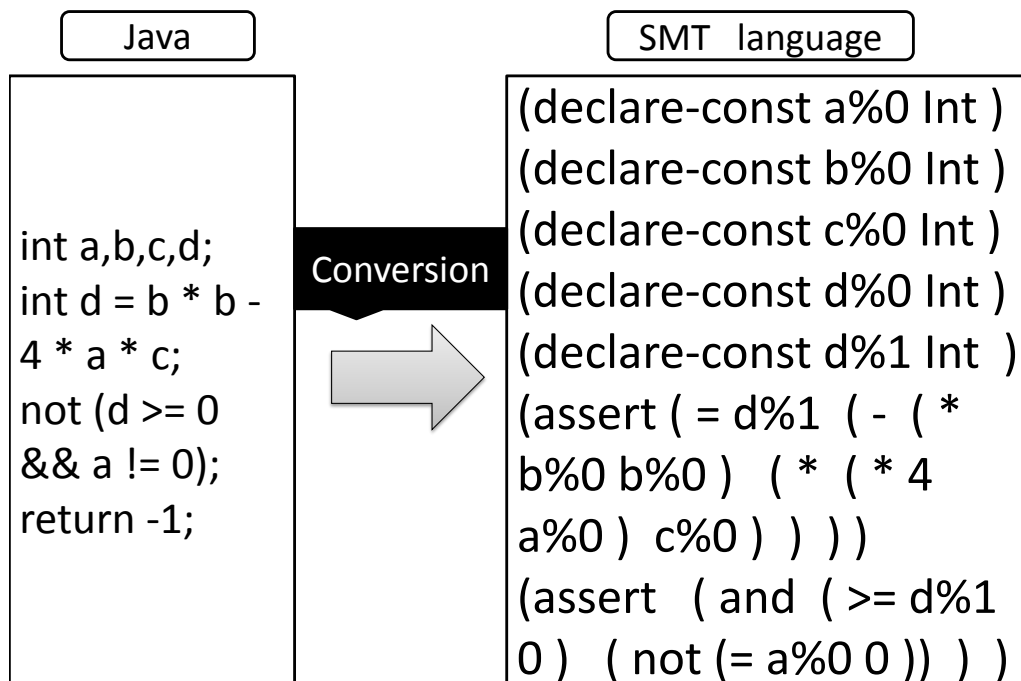 Java
SMT language
int a,b,c,d;
int d = b * b -
4 * a * c;
not (d >= 0
&& a != 0);
return -1;
Conversion
(declare-const a%0 Int )
(declare-const b%0 Int )
(declare-const c%0 Int )
(declare-const d%0 Int )
(declare-const d%1 Int )
(assert ( = d%1 ( - ( *
b%0 b%0 ) ( * ( * 4
a%0 ) c%0 ) ) ) )
(assert ( and ( >= d%1
0 ) ( not (= a%0 0 )) ) )